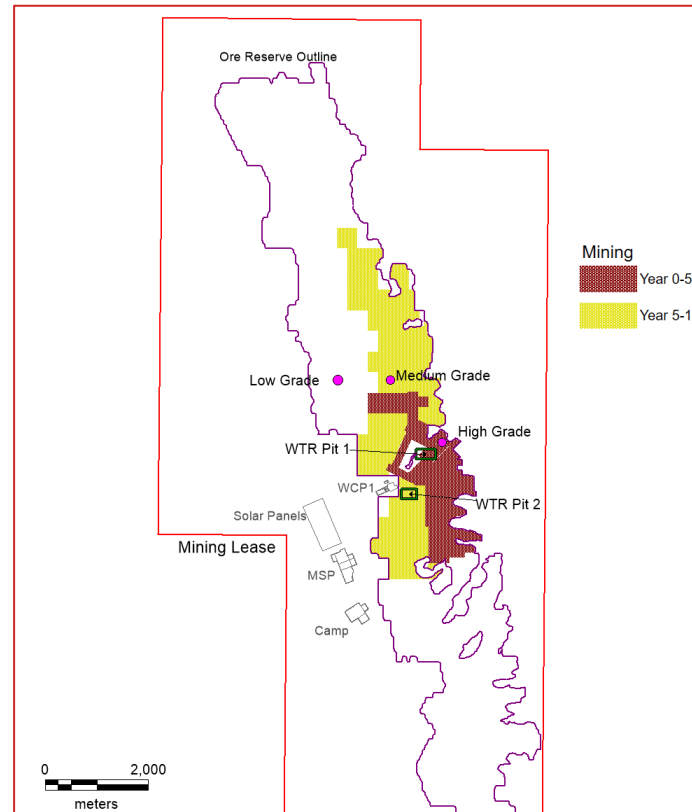 Ore Reserve Outline
Mining
Year 0-5
Year 5-1
Low Grade
Medium Grade
High Grade
WTR Pit 1
WCP1
WTR Pit 2
Solar Panels
Mining Lease
MSP
Camp
0 2,000
meters